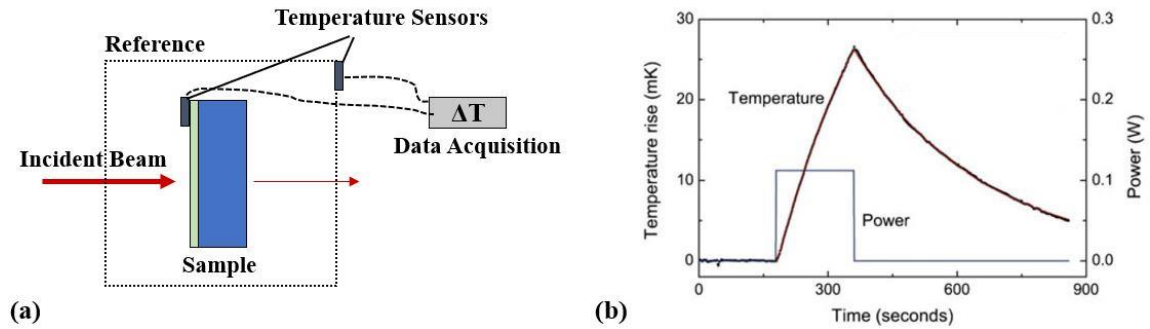 Temperature Sensors
Reference
ΔT
Data Acquisition
Incident Beam
Sample
(a)
30
20
10
0
Temperature rise (mK)
Temperature
Power
0.3
0.2
0.1
0.0
Power (W)
0
300
600
900
Time (seconds)
(b)